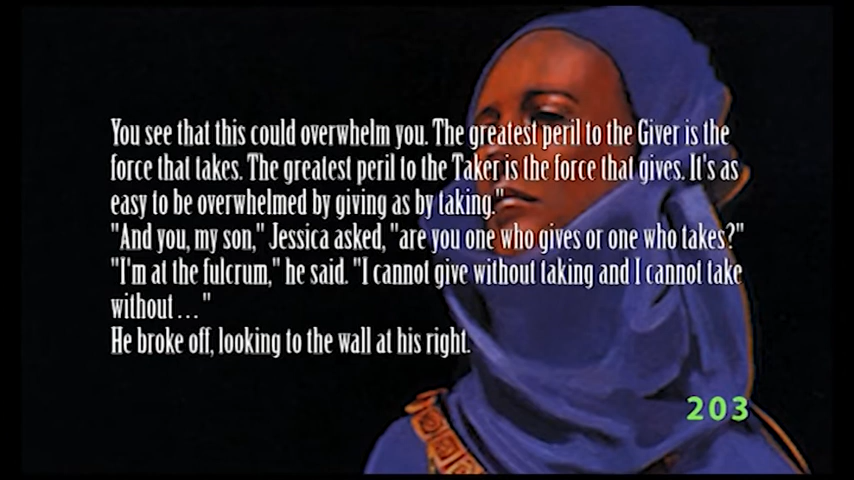 You see that this could overwhelm you. The greatest peril to the Giver is the
force that takes. The greatest peril to the Taker is the force that gives. It's as
easy to be overwhelmed by giving as by taking."
"And you, my son," Jessica asked, "are you one who gives or one who takes?"
"I'm at the fulcrum," he said. "I cannot give without taking and I cannot take
without . . . "
He broke off, looking to the wall at his right.
203